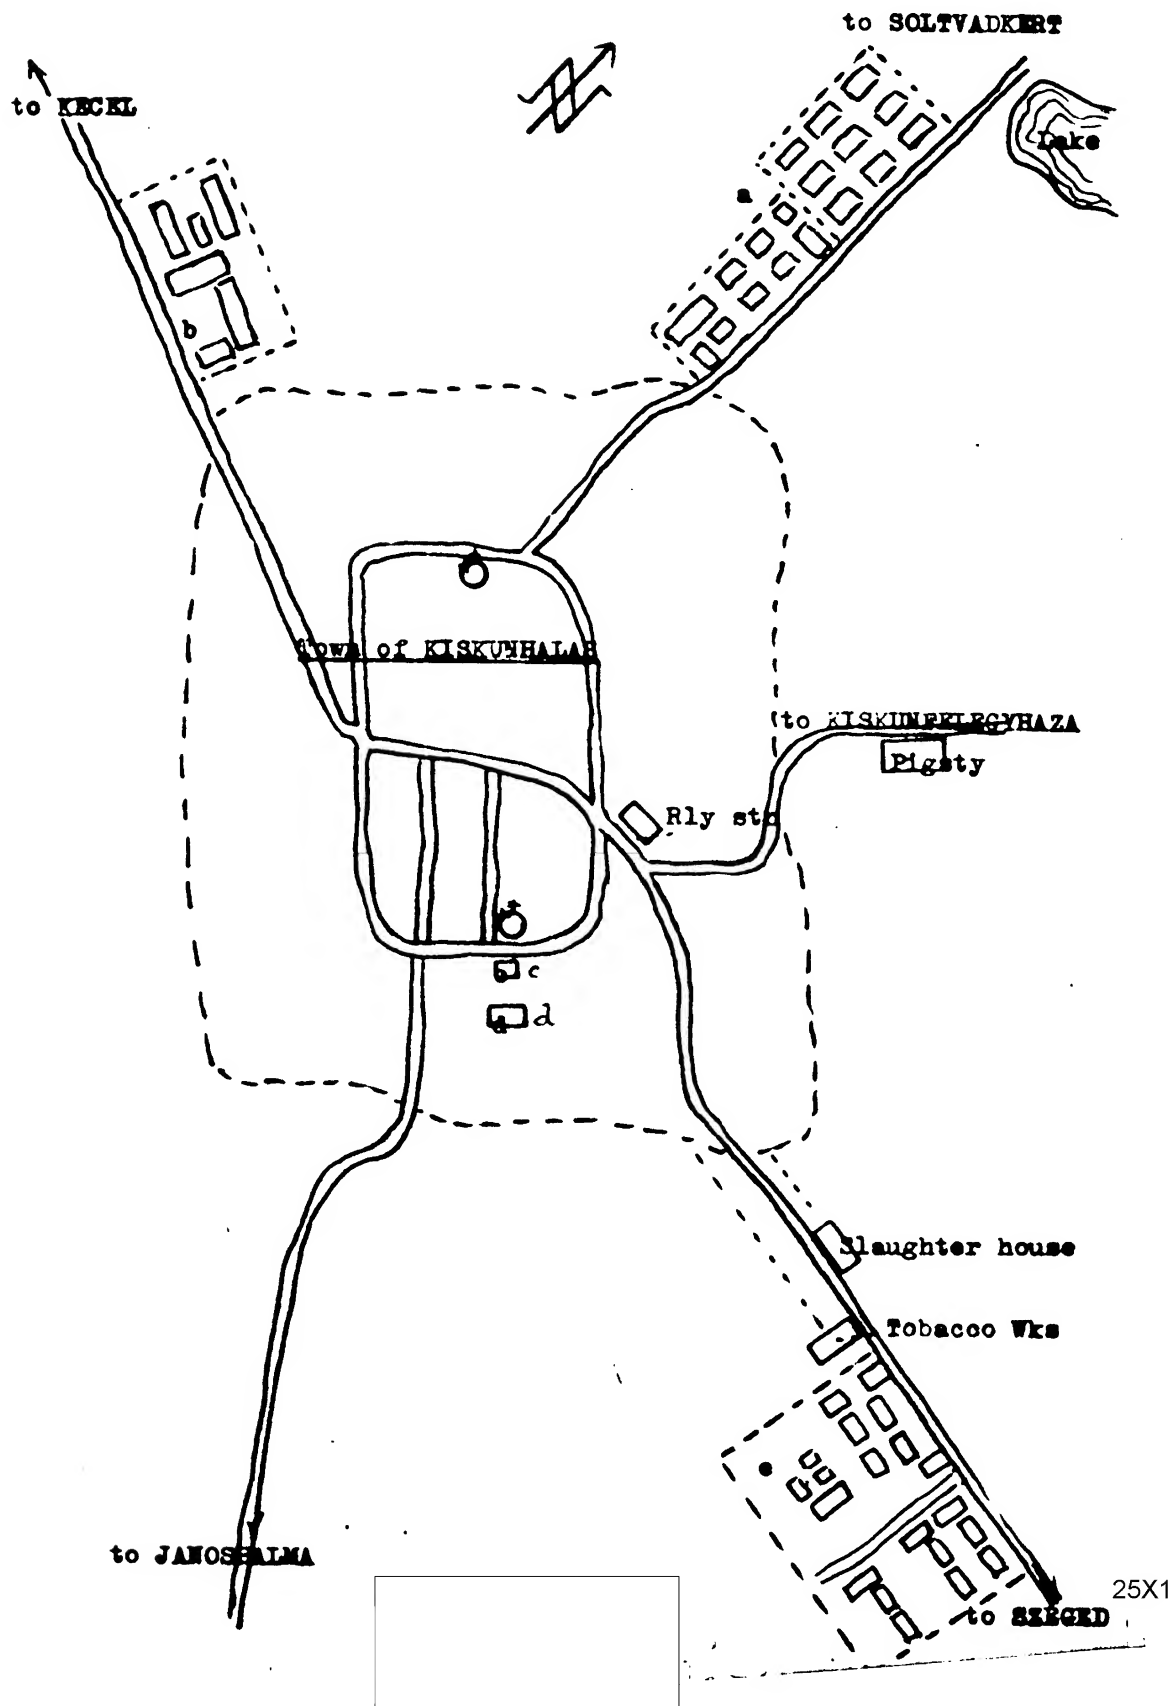 to SOLTVADKERT
to KECEL
Lake
a
b
Town of KISKUNHALAS
to KISKUNFELEGYHAZA
Pigsty
Rly stn
c
d
d
Slaughter house
Tobacco Wks
e
to JANOSHALMA
25X1
to SZEGED